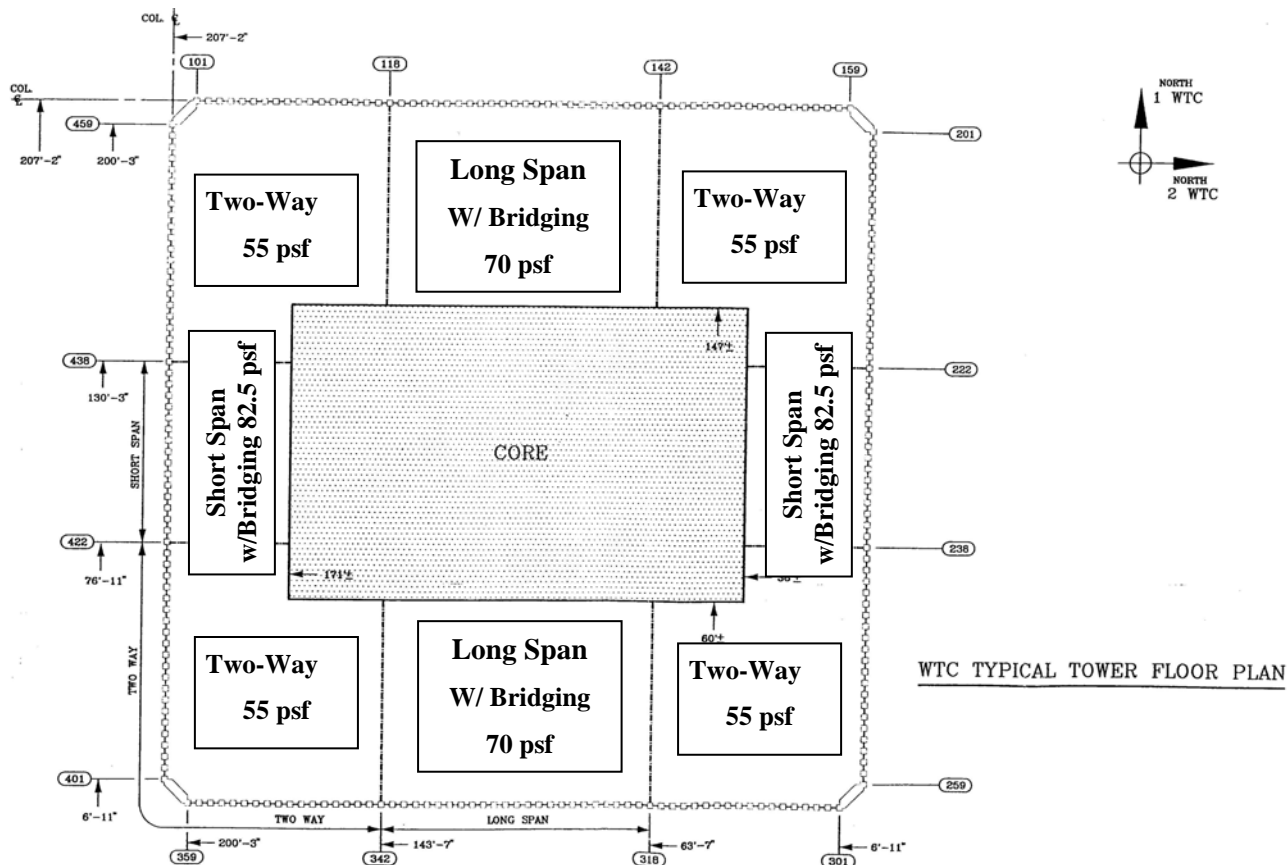 COL. ℄
207'-2"
101
118
142
159
COL.
℄
459
200'-3"
207'-2"
201
NORTH
1 WTC
NORTH
2 WTC
Two-Way
55 psf
Long Span
W/ Bridging
70 psf
Two-Way
55 psf
438
130'-3"
SHORT SPAN
Short Span
w/Bridging 82.5 psf
147'±
CORE
Short Span
w/Bridging 82.5 psf
222
422
76'-11"
171'±
238
60'±
TWO WAY
Two-Way
55 psf
Long Span
W/ Bridging
70 psf
Two-Way
55 psf
WTC TYPICAL TOWER FLOOR PLAN
401
6'-11"
259
TWO WAY
LONG SPAN
359
200'-3"
342
143'-7"
318
63'-7"
301
6'-11"